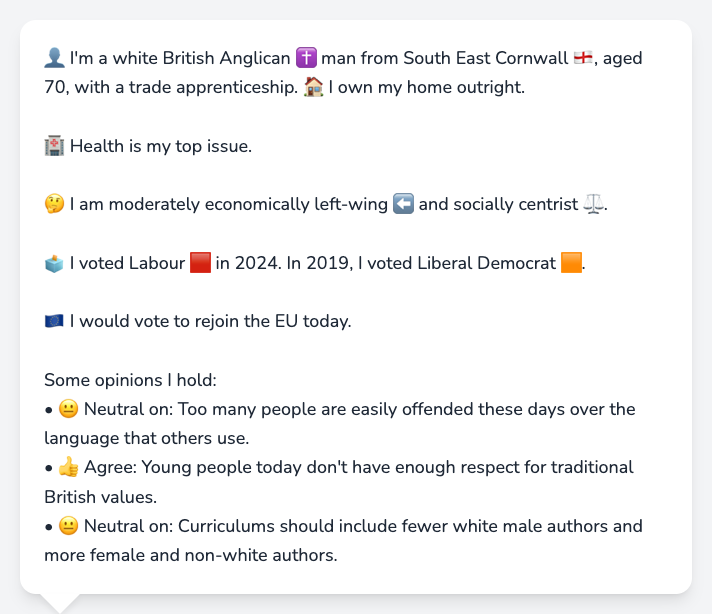 👤 I'm a white British Anglican ✝️ man from South East Cornwall 🏴󠁧󠁢󠁥󠁮󠁧󠁿, aged
70, with a trade apprenticeship. 🏠 I own my home outright.
🏥 Health is my top issue.
🤔 I am moderately economically left-wing ⬅️ and socially centrist ⚖️.
🗳️ I voted Labour 🟥 in 2024. In 2019, I voted Liberal Democrat 🟧.
🇪🇺 I would vote to rejoin the EU today.
Some opinions I hold:
• 😐 Neutral on: Too many people are easily offended these days over the
language that others use.
• 👍 Agree: Young people today don't have enough respect for traditional
British values.
• 😐 Neutral on: Curriculums should include fewer white male authors and
more female and non-white authors.